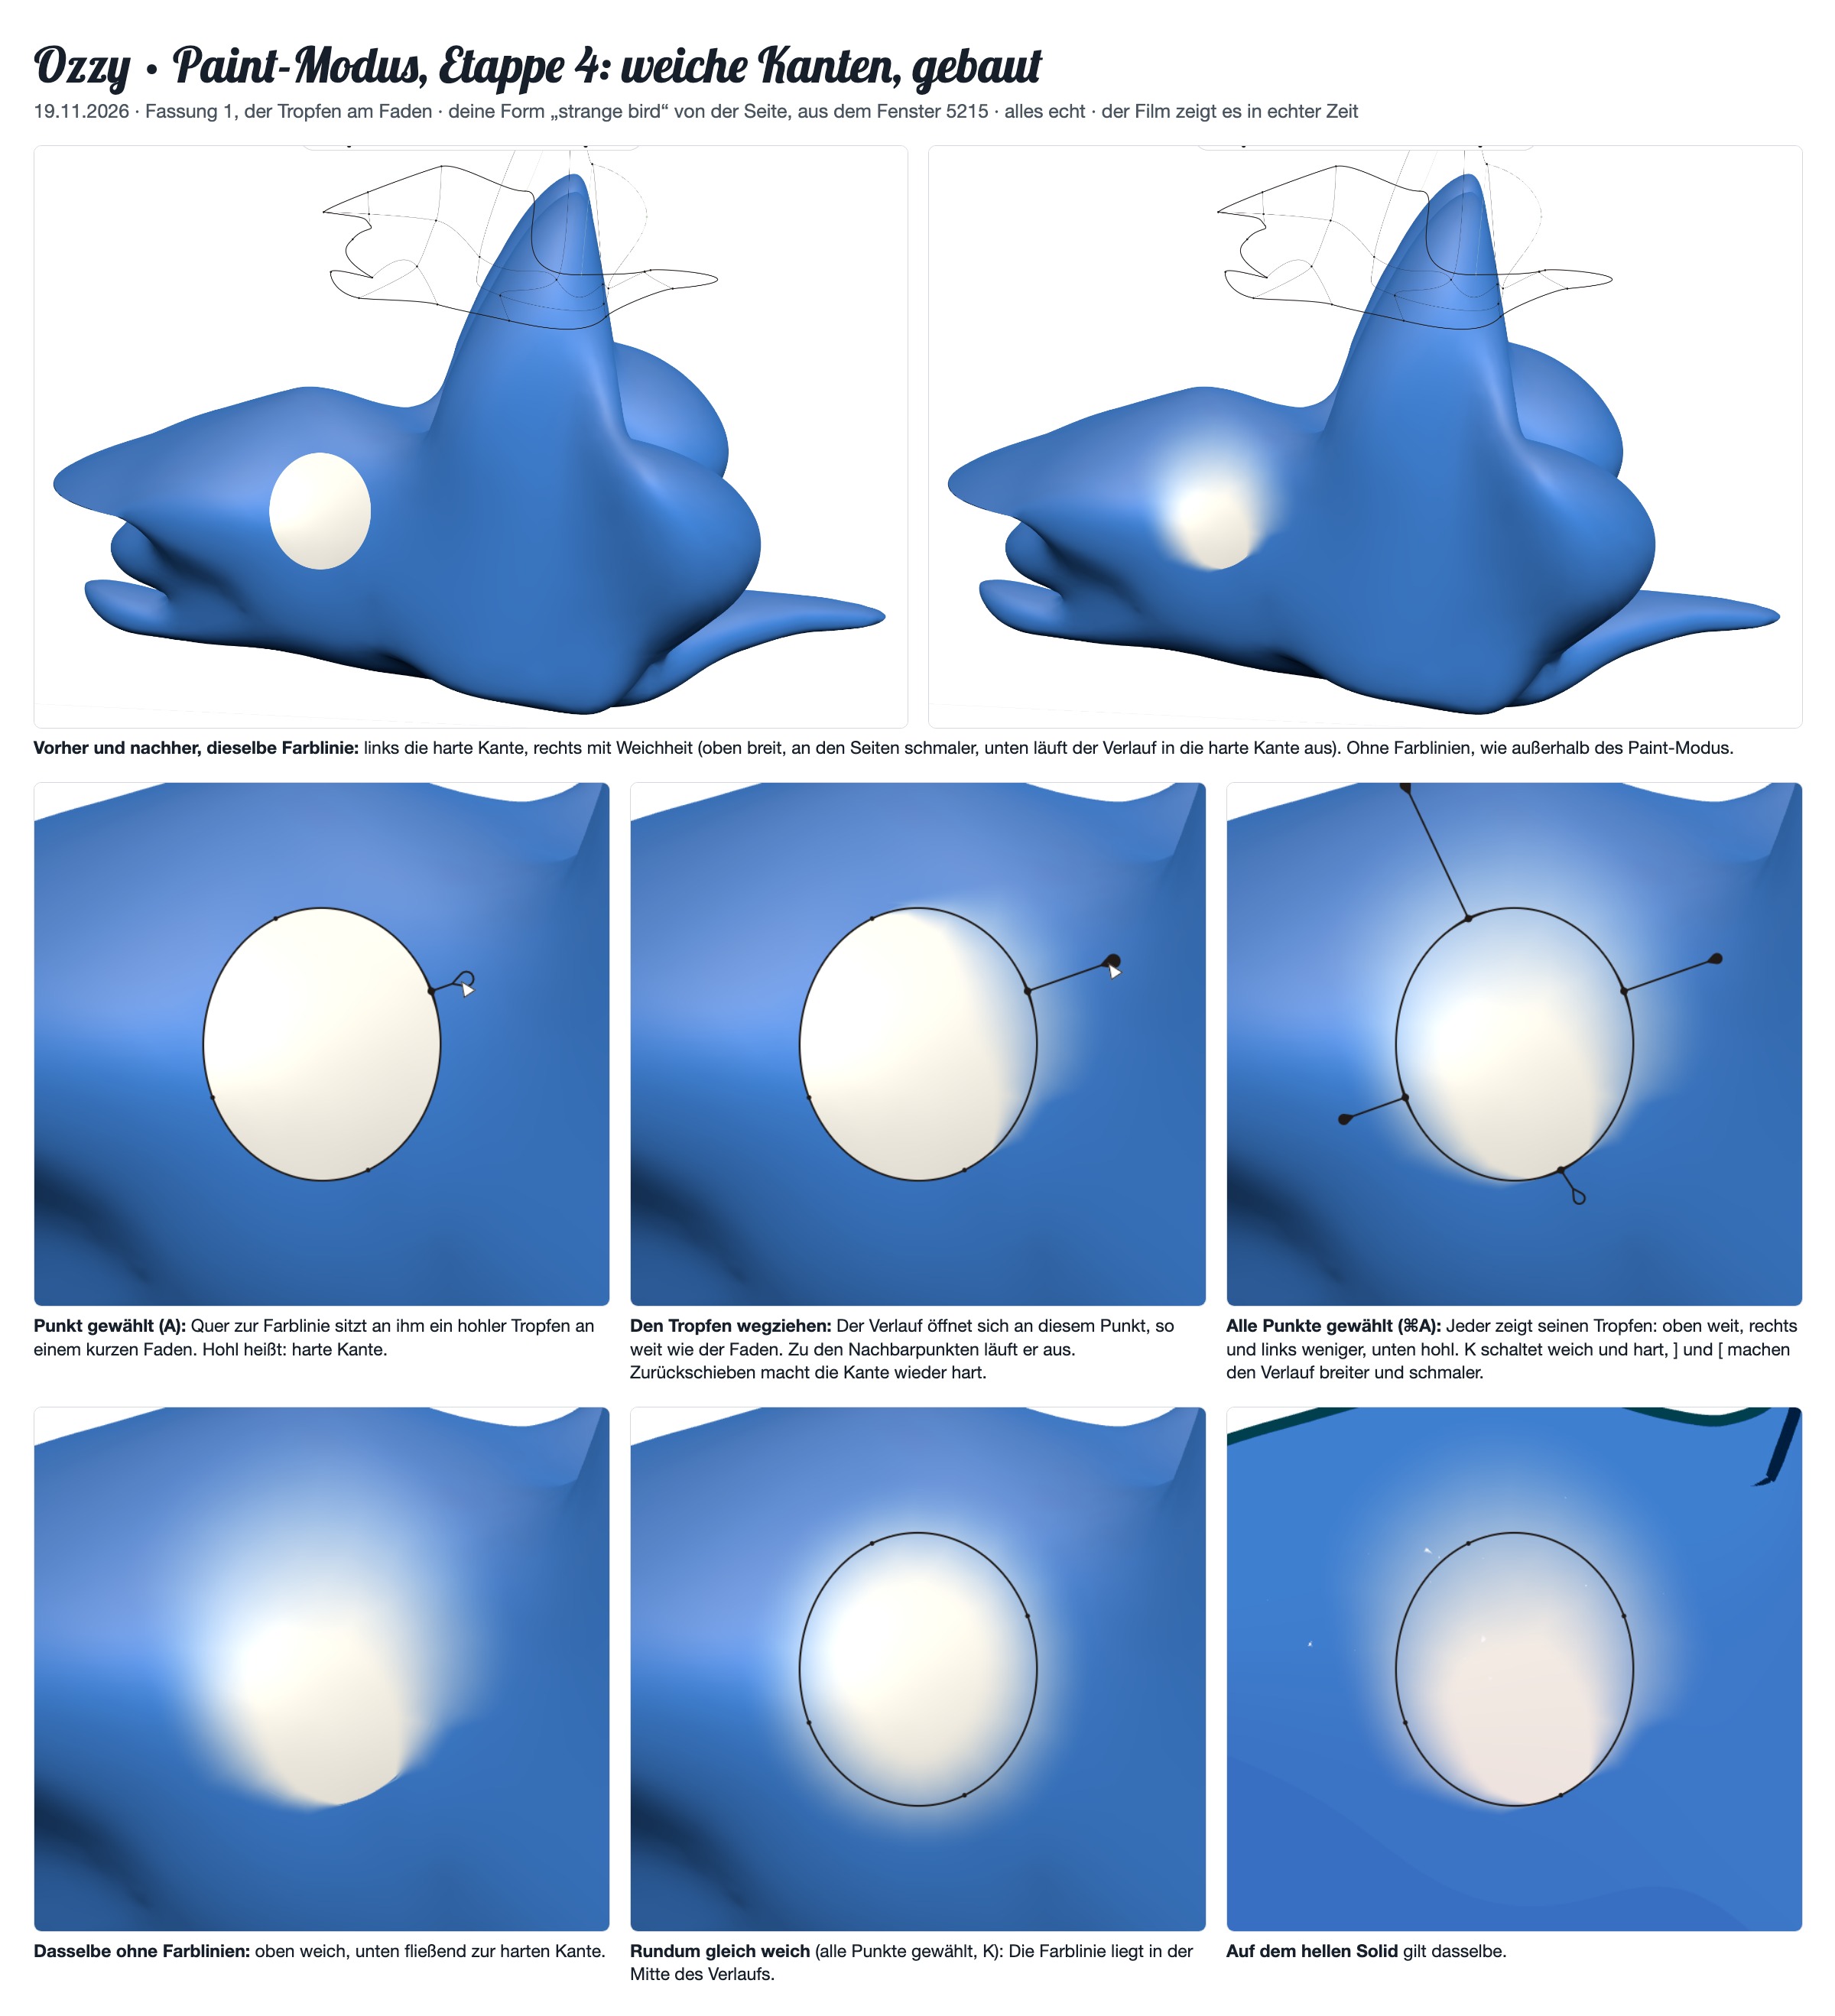 Ozzy · Paint-Modus, Etappe 4: weiche Kanten, gebaut
19.11.2026 · Fassung 1, der Tropfen am Faden · deine Form „strange bird“ von der Seite, aus dem Fenster 5215 · alles echt · der Film zeigt es in echter Zeit
Vorher und nachher, dieselbe Farblinie: links die harte Kante, rechts mit Weichheit (oben breit, an den Seiten schmaler, unten läuft der Verlauf in die harte Kante aus). Ohne Farblinien, wie außerhalb des Paint-Modus.
Punkt gewählt (A): Quer zur Farblinie sitzt an ihm ein hohler Tropfen an
einem kurzen Faden. Hohl heißt: harte Kante.
Den Tropfen wegziehen: Der Verlauf öffnet sich an diesem Punkt, so
weit wie der Faden. Zu den Nachbarpunkten läuft er aus.
Zurückschieben macht die Kante wieder hart.
Alle Punkte gewählt (⌘A): Jeder zeigt seinen Tropfen: oben weit, rechts
und links weniger, unten hohl. K schaltet weich und hart, ] und [ machen
den Verlauf breiter und schmaler.
Dasselbe ohne Farblinien: oben weich, unten fließend zur harten Kante.
Rundum gleich weich (alle Punkte gewählt, K): Die Farblinie liegt in der
Mitte des Verlaufs.
Auf dem hellen Solid gilt dasselbe.